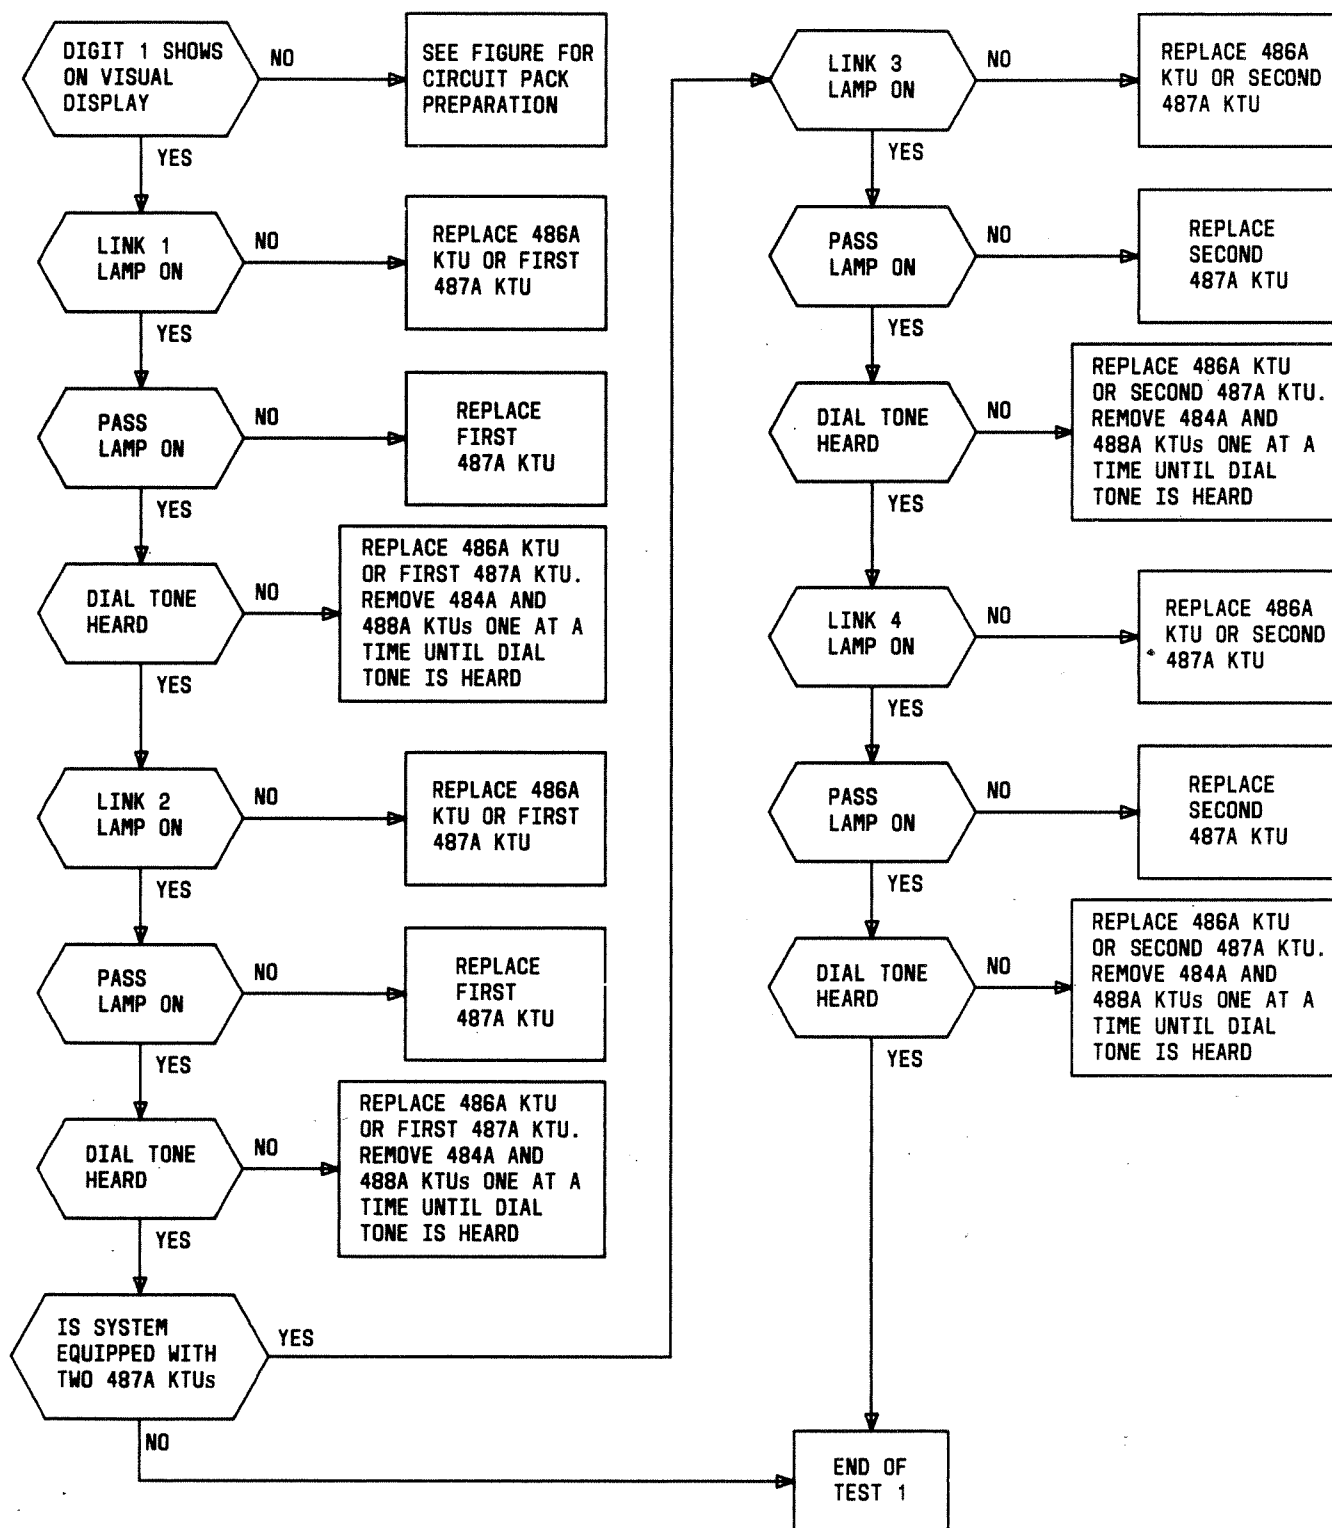 DIGIT 1 SHOWS
ON VISUAL
DISPLAY
NO
SEE FIGURE FOR
CIRCUIT PACK
PREPARATION
YES
LINK 1
LAMP ON
NO
REPLACE 486A
KTU OR FIRST
487A KTU
YES
PASS
LAMP ON
NO
REPLACE
FIRST
487A KTU
YES
DIAL TONE
HEARD
NO
REPLACE 486A KTU
OR FIRST 487A KTU.
REMOVE 484A AND
488A KTUs ONE AT A
TIME UNTIL DIAL
TONE IS HEARD
YES
LINK 2
LAMP ON
NO
REPLACE 486A
KTU OR FIRST
487A KTU
YES
PASS
LAMP ON
NO
REPLACE
FIRST
487A KTU
YES
DIAL TONE
HEARD
NO
REPLACE 486A KTU
OR FIRST 487A KTU.
REMOVE 484A AND
488A KTUs ONE AT A
TIME UNTIL DIAL
TONE IS HEARD
YES
IS SYSTEM
EQUIPPED WITH
TWO 487A KTUs
YES
NO
LINK 3
LAMP ON
NO
REPLACE 486A
KTU OR SECOND
487A KTU
YES
PASS
LAMP ON
NO
REPLACE
SECOND
487A KTU
YES
DIAL TONE
HEARD
NO
REPLACE 486A KTU
OR SECOND 487A KTU.
REMOVE 484A AND
488A KTUs ONE AT A
TIME UNTIL DIAL
TONE IS HEARD
YES
LINK 4
LAMP ON
NO
REPLACE 486A
KTU OR SECOND
487A KTU
YES
PASS
LAMP ON
NO
REPLACE
SECOND
487A KTU
YES
DIAL TONE
HEARD
NO
REPLACE 486A KTU
OR SECOND 487A KTU.
REMOVE 484A AND
488A KTUs ONE AT A
TIME UNTIL DIAL
TONE IS HEARD
YES
END OF
TEST 1